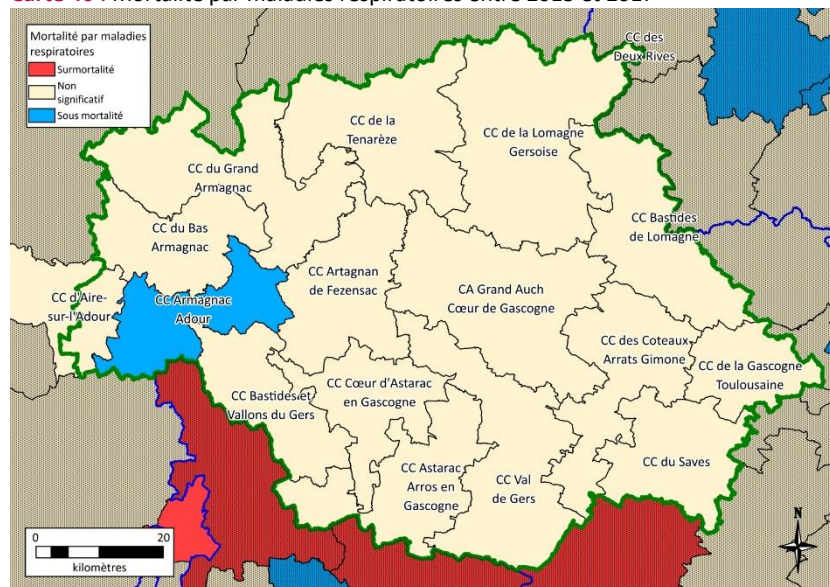 Carte : Mortalité par maladies respiratoires entre et
Mortalité par maladies
respiratoires
Surmortalité
Non
significatif
Sous mortalité
CC des
Deux Rives
CC de la
Tenarèze
CC de la Lomagne
Gersoise
CC du Grand
Armagnac
CC du Bas
Armagnac
CC Bastides
de Lomagne
CC Artagnan
de Fezensac
CA Grand Auch
Cœur de Gascogne
CC d'Aire-
sur-l'Adour
CC Armagnac
Adour
CC des Coteaux
Arrats Gimone
CC de la Gascogne
Toulousaine
CC Bastides et
Vallons du Gers
CC Cœur d'Astarac
en Gascogne
CC Astarac
Arros en
Gascogne
CC Val
de Gers
CC du Saves
0 20
kilomètres
N